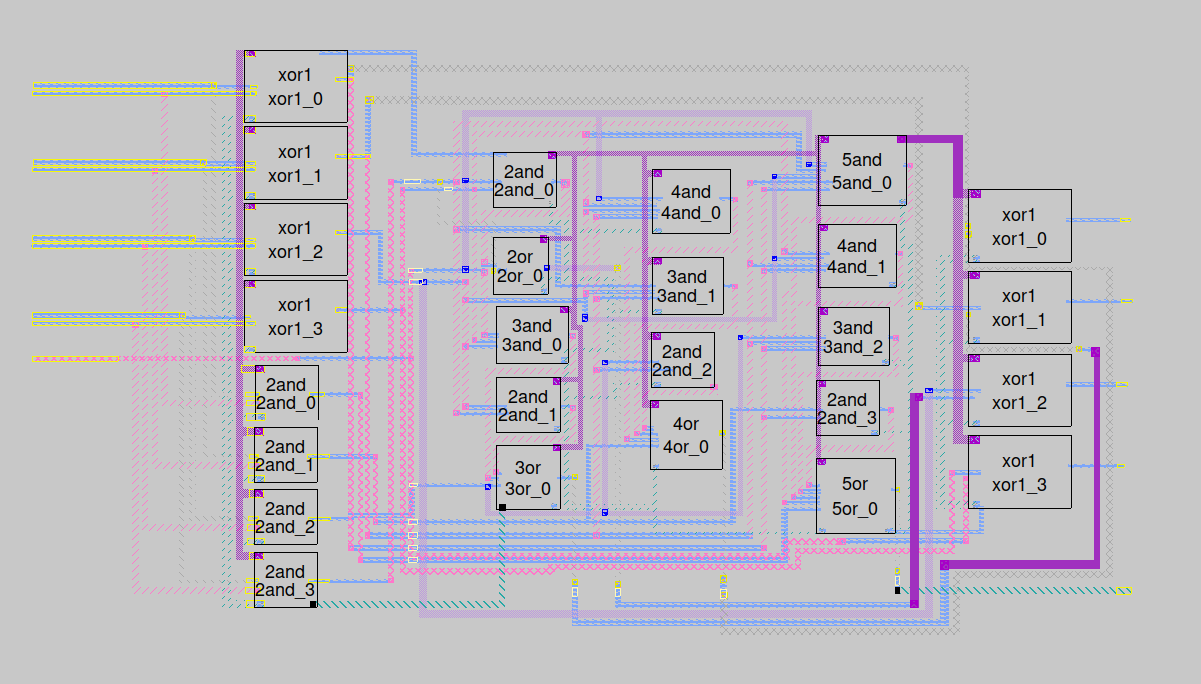 xor1
xor1_0
xor1
xor1_1
xor1
xor1_2
xor1
xor1_3
2and
2and_0
2and
2and_1
2and
2and_2
2and
2and_3
2and
2and_0
2or
2or_0
3and
3and_0
2and
2and_1
3or
3or_0
4and
4and_0
3and
3and_1
2and
2and_2
4or
4or_0
5and
5and_0
4and
4and_1
3and
3and_2
2and
2and_3
5or
5or_0
xor1
xor1_0
xor1
xor1_1
xor1
xor1_2
xor1
xor1_3